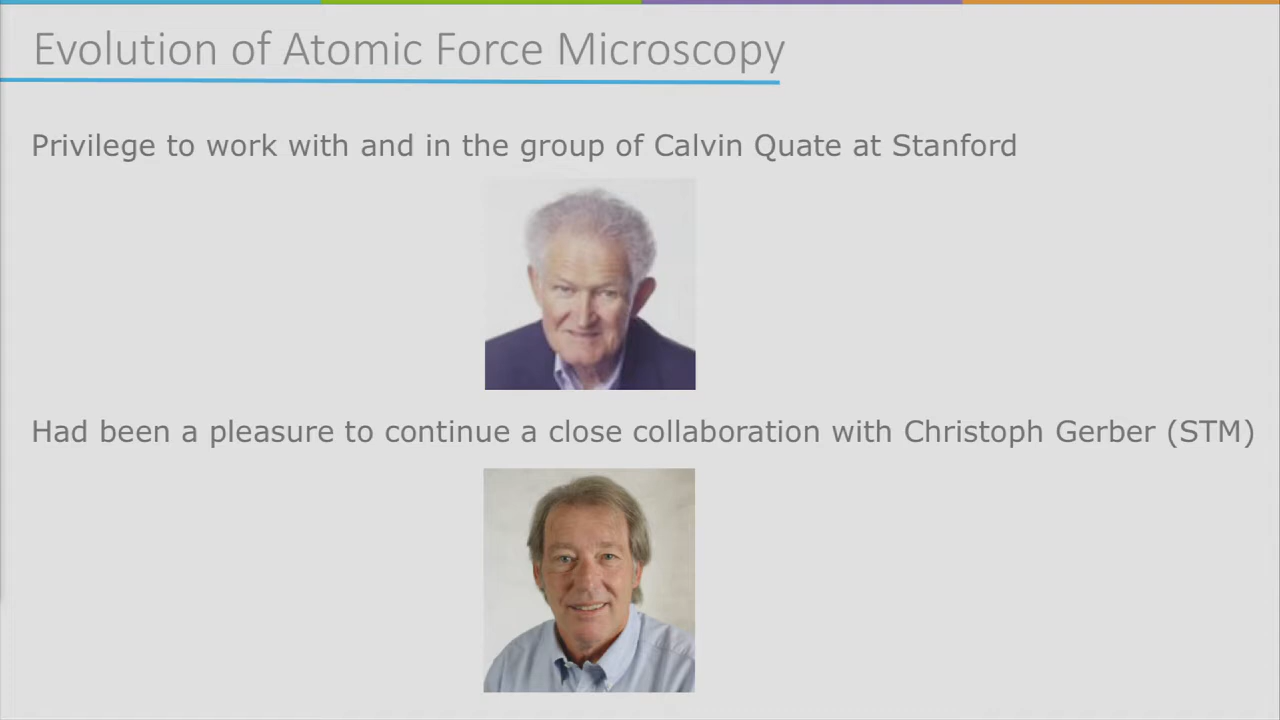 Evolution of Atomic Force Microscopy
Privilege to work with and in the group of Calvin Quate at Stanford
Had been a pleasure to continue a close collaboration with Christoph Gerber (STM)